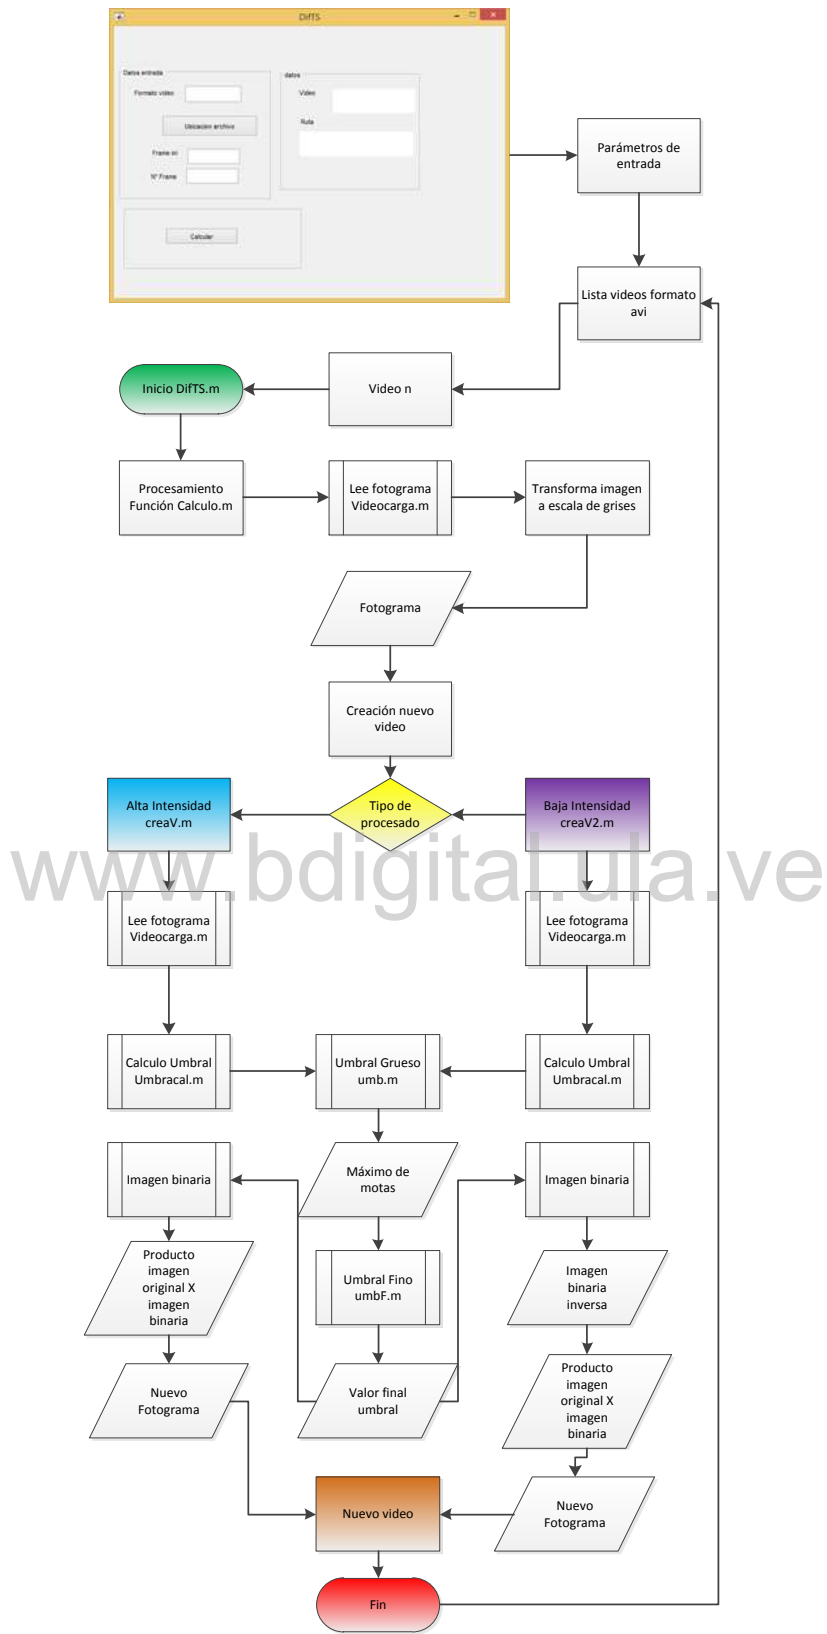 DifTS
Datos entrada
Formato video
Ubicacion archivo
Frame ini
N° Frame
Calcular
datos
Video
Ruta
Parámetros de
entrada
Lista videos formato
avi
Video n
Inicio DifTS.m
Procesamiento
Función Calculo.m
Lee fotograma
Videocarga.m
Transforma imagen
a escala de grises
Fotograma
Creación nuevo
video
Tipo de
procesado
Alta Intensidad
creaV.m
Baja Intensidad
creaV2.m
www.bdigital.ula.ve
Lee fotograma
Videocarga.m
Lee fotograma
Videocarga.m
Calculo Umbral
Umbracal.m
Umbral Grueso
umb.m
Calculo Umbral
Umbracal.m
Imagen binaria
Máximo de
motas
Imagen binaria
Producto
imagen
original X
imagen
binaria
Umbral Fino
umbF.m
Imagen
binaria
inversa
Nuevo
Fotograma
Valor final
umbral
Producto
imagen
original X
imagen
binaria
Nuevo video
Nuevo
Fotograma
Fin